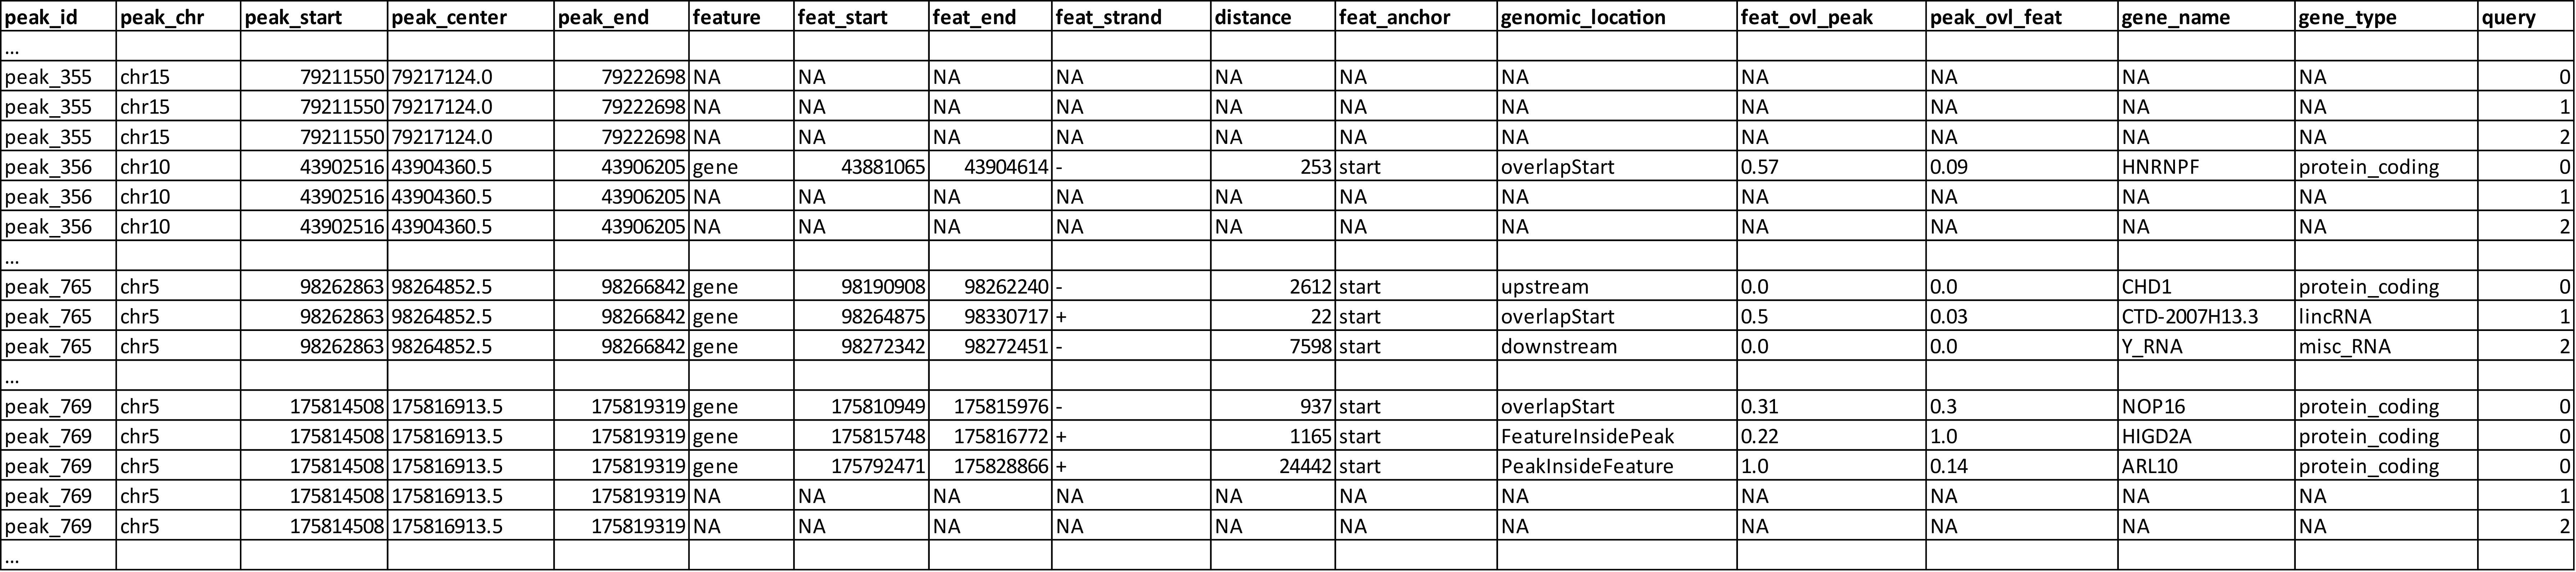 peak_id peak_chr peak_start peak_center peak_end feature feat_start feat_end feat_strand distance feat_anchor genomic_location feat_ovl_peak peak_ovl_feat gene_name gene_type query
...
peak_355 chr15 79211550 79217124.0 79222698 NA NA NA NA NA NA NA NA NA NA NA 0
peak_355 chr15 79211550 79217124.0 79222698 NA NA NA NA NA NA NA NA NA NA NA 1
peak_355 chr15 79211550 79217124.0 79222698 NA NA NA NA NA NA NA NA NA NA NA 2
peak_356 chr10 43902516 43904360.5 43906205 gene 43881065 43904614 - 253 start overlapStart 0.57 0.09 HNRNPF protein_coding 0
peak_356 chr10 43902516 43904360.5 43906205 NA NA NA NA NA NA NA NA NA NA NA 1
peak_356 chr10 43902516 43904360.5 43906205 NA NA NA NA NA NA NA NA NA NA NA 2
...
peak_765 chr5 98262863 98264852.5 98266842 gene 98190908 98262240 - 2612 start upstream 0.0 0.0 CHD1 protein_coding 0
peak_765 chr5 98262863 98264852.5 98266842 gene 98264875 98330717 + 22 start overlapStart 0.5 0.03 CTD-2007H13.3 lincRNA 1
peak_765 chr5 98262863 98264852.5 98266842 gene 98272342 98272451 - 7598 start downstream 0.0 0.0 Y_RNA misc_RNA 2
...
peak_769 chr5 175814508 175816913.5 175819319 gene 175810949 175815976 - 937 start overlapStart 0.31 0.3 NOP16 protein_coding 0
peak_769 chr5 175814508 175816913.5 175819319 gene 175815748 175816772 + 1165 start FeatureInsidePeak 0.22 1.0 HIGD2A protein_coding 0
peak_769 chr5 175814508 175816913.5 175819319 gene 175792471 175828866 + 24442 start PeakInsideFeature 1.0 0.14 ARL10 protein_coding 0
peak_769 chr5 175814508 175816913.5 175819319 NA NA NA NA NA NA NA NA NA NA NA 1
peak_769 chr5 175814508 175816913.5 175819319 NA NA NA NA NA NA NA NA NA NA NA 2
...